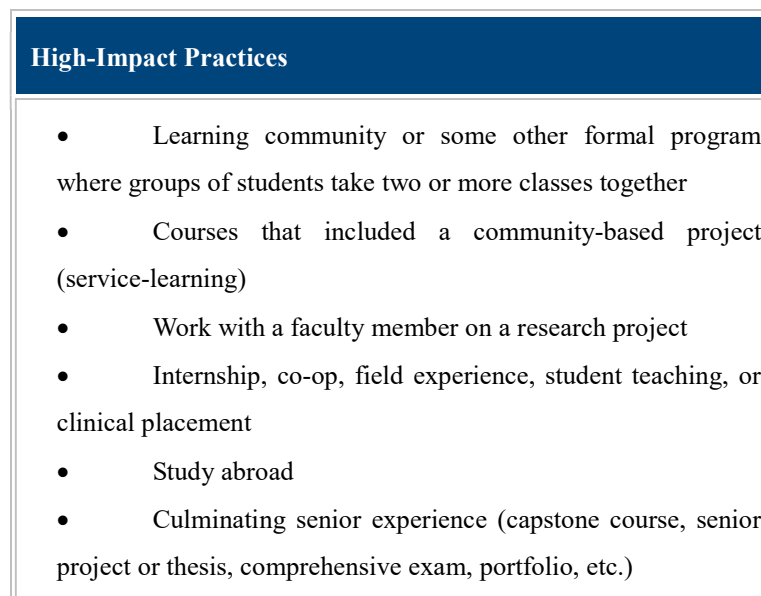 High-Impact Practices
• Learning community or some other formal program
where groups of students take two or more classes together
• Courses that included a community-based project
(service-learning)
• Work with a faculty member on a research project
• Internship, co-op, field experience, student teaching, or
clinical placement
• Study abroad
• Culminating senior experience (capstone course, senior
project or thesis, comprehensive exam, portfolio, etc.)